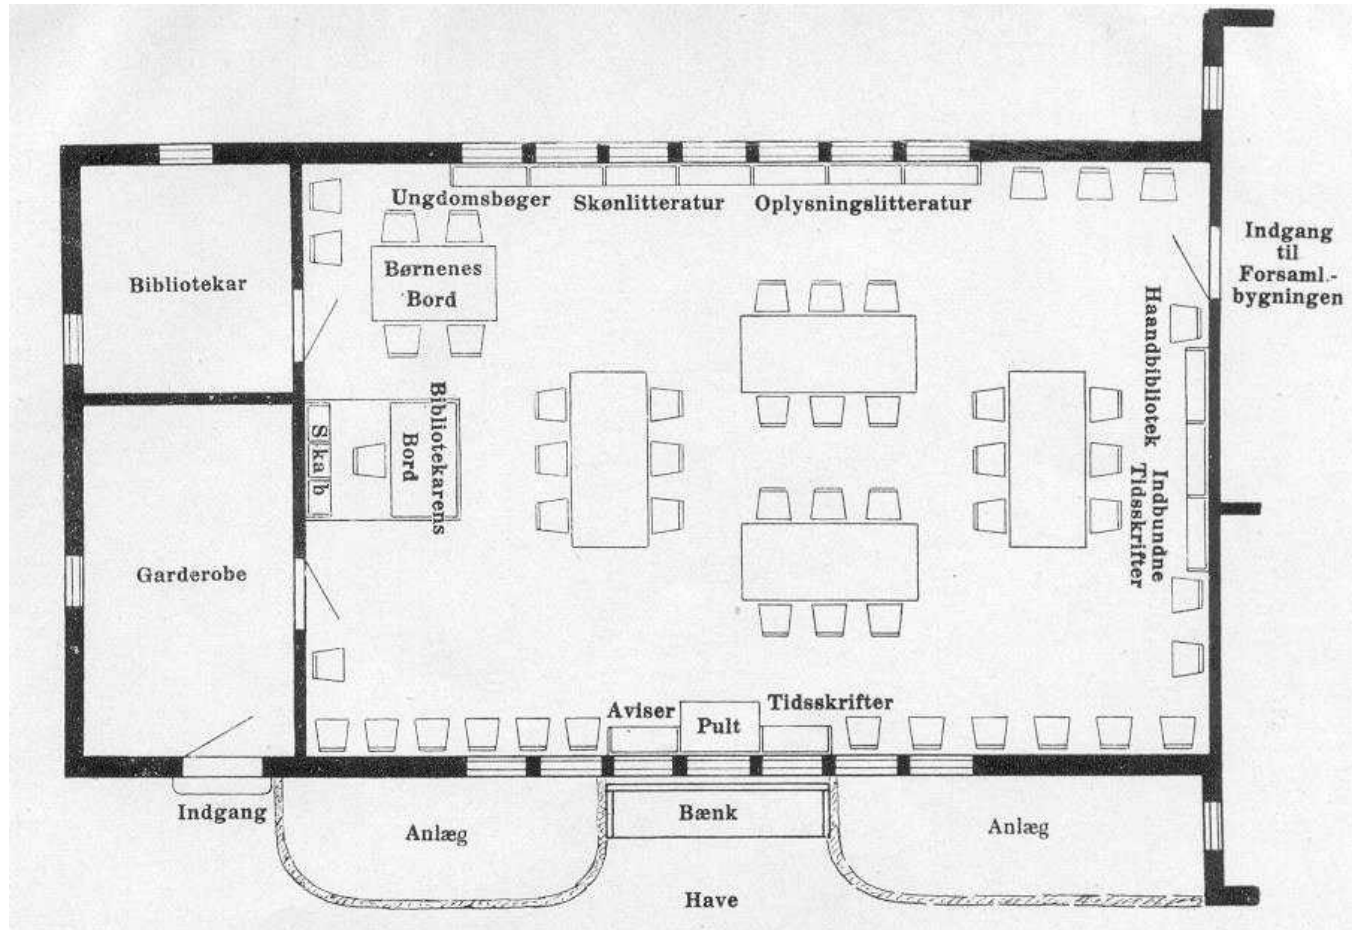 Ungdomsbøger
Skønlitteratur
Oplysningslitteratur
Bibliotekar
Børnenes
Bord
Indgang
til
Forsaml.-
bygningen
Haandbibliotek
Indbundne
Tidsskrifter
Skab
Bord
Bibliotekarens
Garderobe
Aviser
Pult
Tidsskrifter
Indgang
Anlæg
Bænk
Anlæg
Have